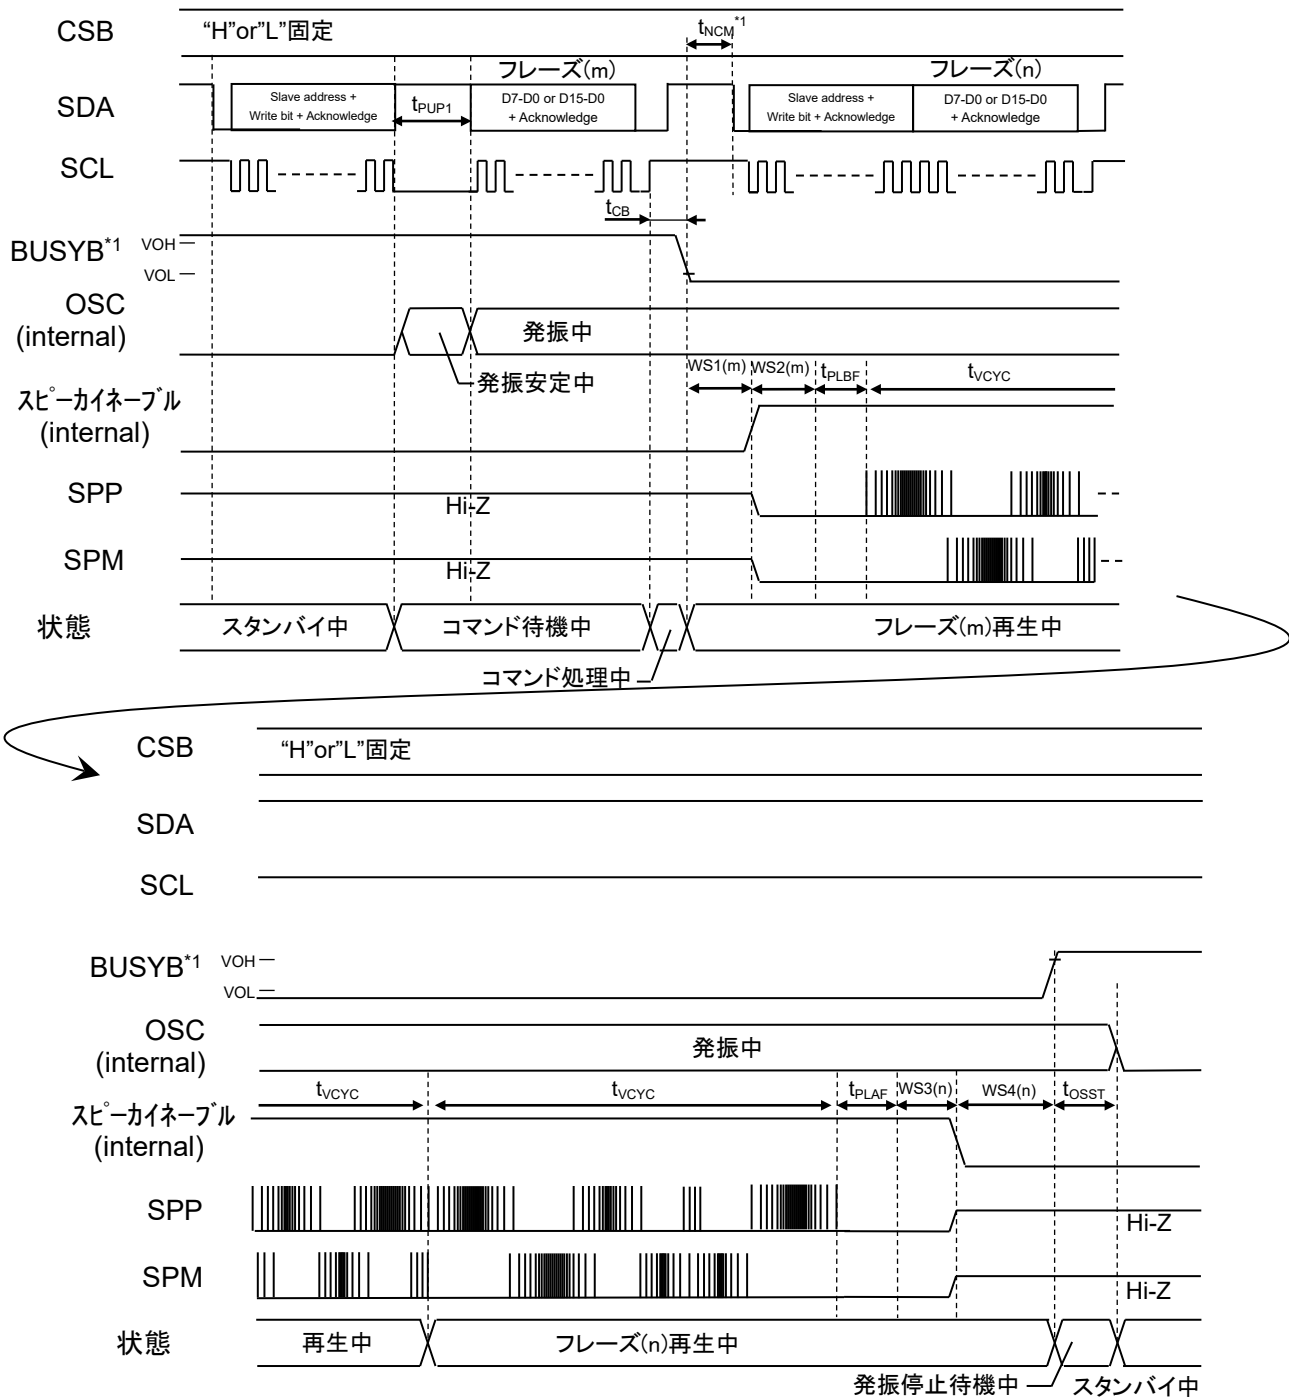 CSB
“H”or”L”固定
tNCM*1
フレーズ(m)
フレーズ(n)
SDA
Slave address +
Write bit + Acknowledge
tPUP1
D7-D0 or D15-D0
+ Acknowledge
Slave address +
Write bit + Acknowledge
D7-D0 or D15-D0
+ Acknowledge
SCL
tCB
BUSYB*1
VOH
VOL
OSC
(internal)
発振中
発振安定中
WS1(m)
WS2(m)
tPLBF
tVCYC
スピーカイネーブル
(internal)
SPP
Hi-Z
SPM
Hi-Z
状態
スタンバイ中
コマンド待機中
フレーズ(m)再生中
コマンド処理中
CSB
“H”or”L”固定
SDA
SCL
BUSYB*1
VOH
VOL
OSC
(internal)
発振中
tVCYC
tVCYC
tPLAF
WS3(n)
WS4(n)
tOSST
スピーカイネーブル
(internal)
SPP
Hi-Z
SPM
Hi-Z
状態
再生中
フレーズ(n)再生中
発振停止待機中
スタンバイ中